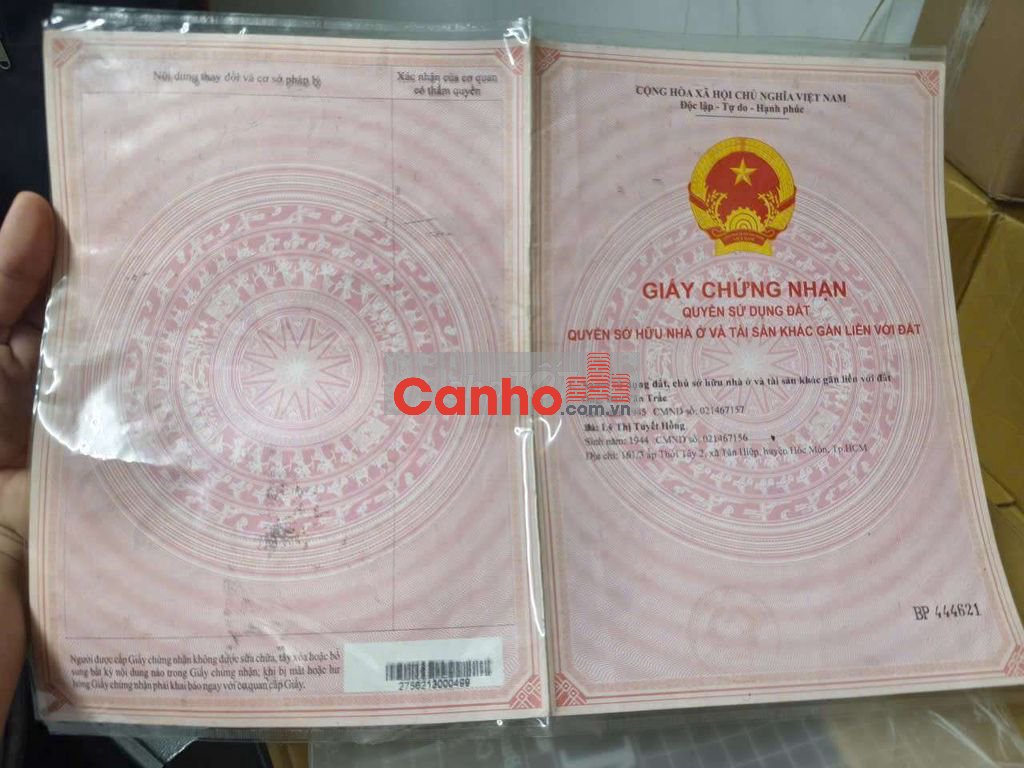 Nội dung thay đổi và cơ sở pháp lý
Xác nhận của cơ quan
có thẩm quyền
Người được cấp Giấy chứng nhận không được sửa chữa, tẩy xóa hoặc bổ
sung bất kỳ nội dung nào trong Giấy chứng nhận; khi bị mất hoặc hư
hỏng Giấy chứng nhận phải khai báo ngay với cơ quan cấp Giấy.
2756213000499
CỘNG HÒA XÃ HỘI CHỦ NGHĨA VIỆT NAM
Độc lập - Tự do - Hạnh phúc
GIẤY CHỨNG NHẬN
QUYỀN SỬ DỤNG ĐẤT
QUYỀN SỞ HỮU NHÀ Ở VÀ TÀI SẢN KHÁC GẮN LIỀN VỚI ĐẤT
dụng đất, chủ sở hữu nhà ở và tài sản khác gắn liền với đất
Trắc
CMND số: 021467157
Bà: Lý Thị Tuyết Hồng
Sinh năm: 1944 CMND số: 021467156
Địa chỉ: 161/3 ấp Thới Tây 2, xã Tân Hiệp, huyện Hóc Môn, Tp.HCM
BP 444621
Canho
.com.vn